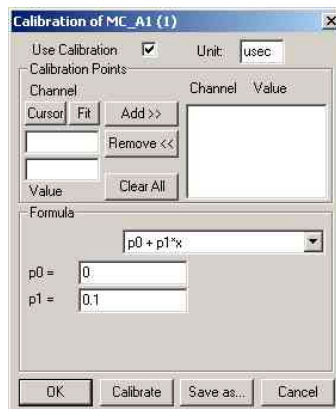 Calibration of MC_A1 (1)
Use Calibration Unit: usec
Calibration Points
Channel
Cursor Fit Add >>
Remove <<
Value
Clear All
Channel Value
Formula
p0 + p1*x
p0 = 0
p1 = 0.1
OK Calibrate Save as... Cancel